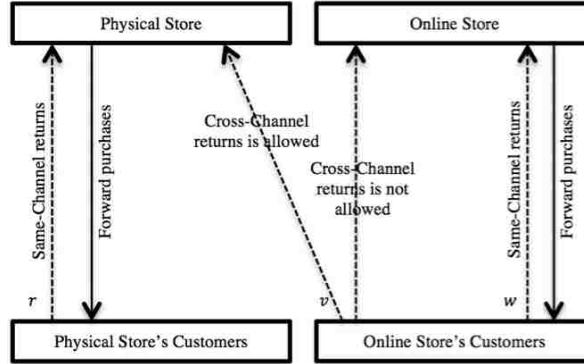 Physical Store
Online Store
Cross-Channel
returns is allowed
Cross-Channel
returns is not
allowed
Same-Channel returns
Forward purchases
Same-Channel returns
Forward purchases
r
v
w
Physical Store's Customers
Online Store's Customers